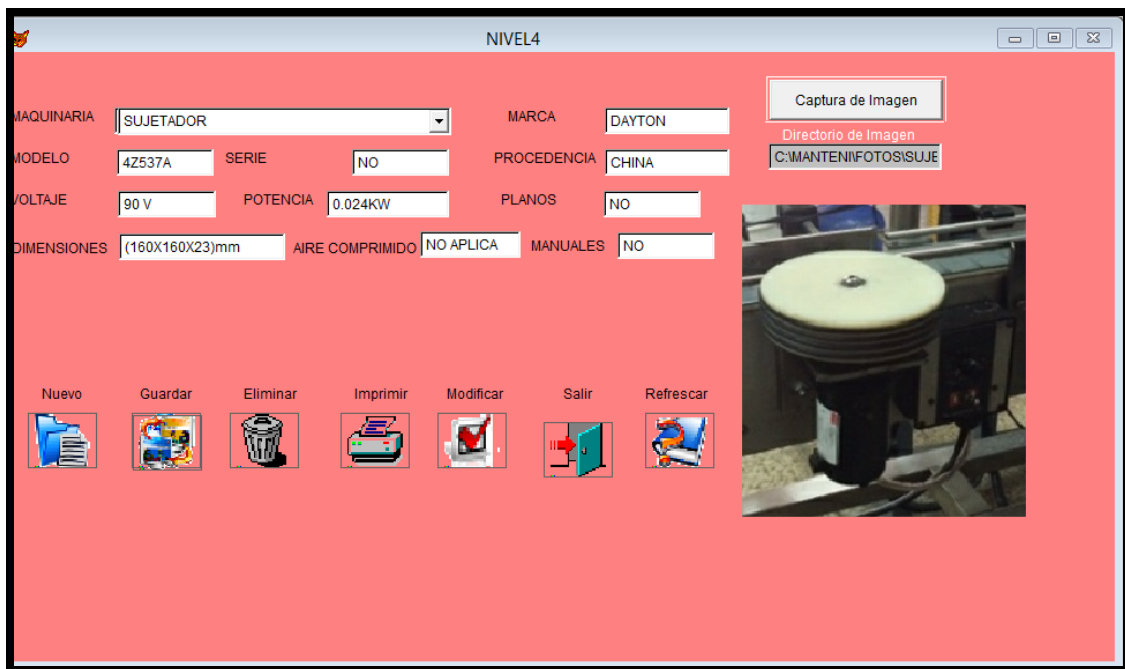 NIVEL4
Captura de Imagen
MAQUINARIA SUJETADOR MARCA DAYTON
Directorio de Imagen
MODELO 4Z537A SERIE NO PROCEDENCIA CHINA C:\MANTENI\FOTOS\SUJE
VOLTAJE 90 V POTENCIA 0.024KW PLANOS NO
DIMENSIONES (160X160X23)mm AIRE COMPRIMIDO NO APLICA MANUALES NO
Nuevo Guardar Eliminar Imprimir Modificar Salir Refrescar